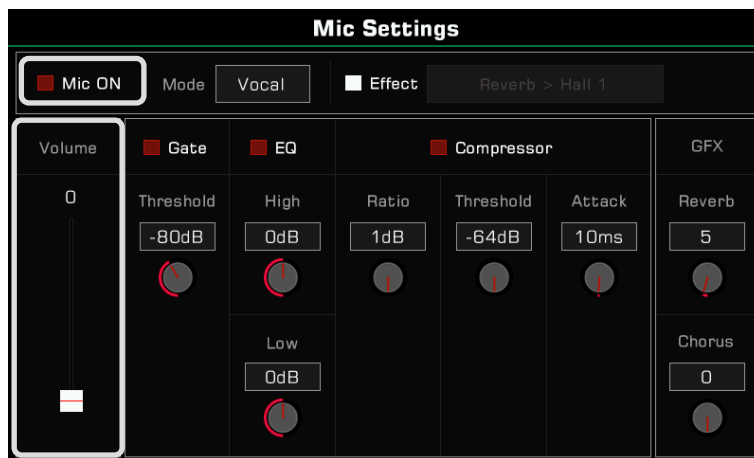 Mic Settings
Mic ON Mode Vocal Effect Reverb > Hall 1
Volume Gate EQ Compressor GFX
0 Threshold High Ratio Threshold Attack Reverb
-80dB 0dB 1dB -64dB 10ms 5
Low Chorus
0dB 0